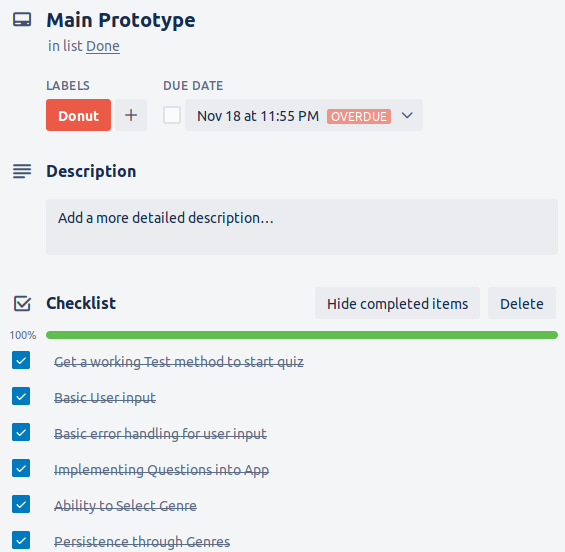 Main Prototype
in list Done
LABELS
DUE DATE
Donut
+
Nov 18 at 11:55 PM OVERDUE
Description
Add a more detailed description…
Checklist
Hide completed items
Delete
100%
Get a working Test method to start quiz
Basic User input
Basic error handling for user input
Implementing Questions into App
Ability to Select Genre
Persistence through Genres